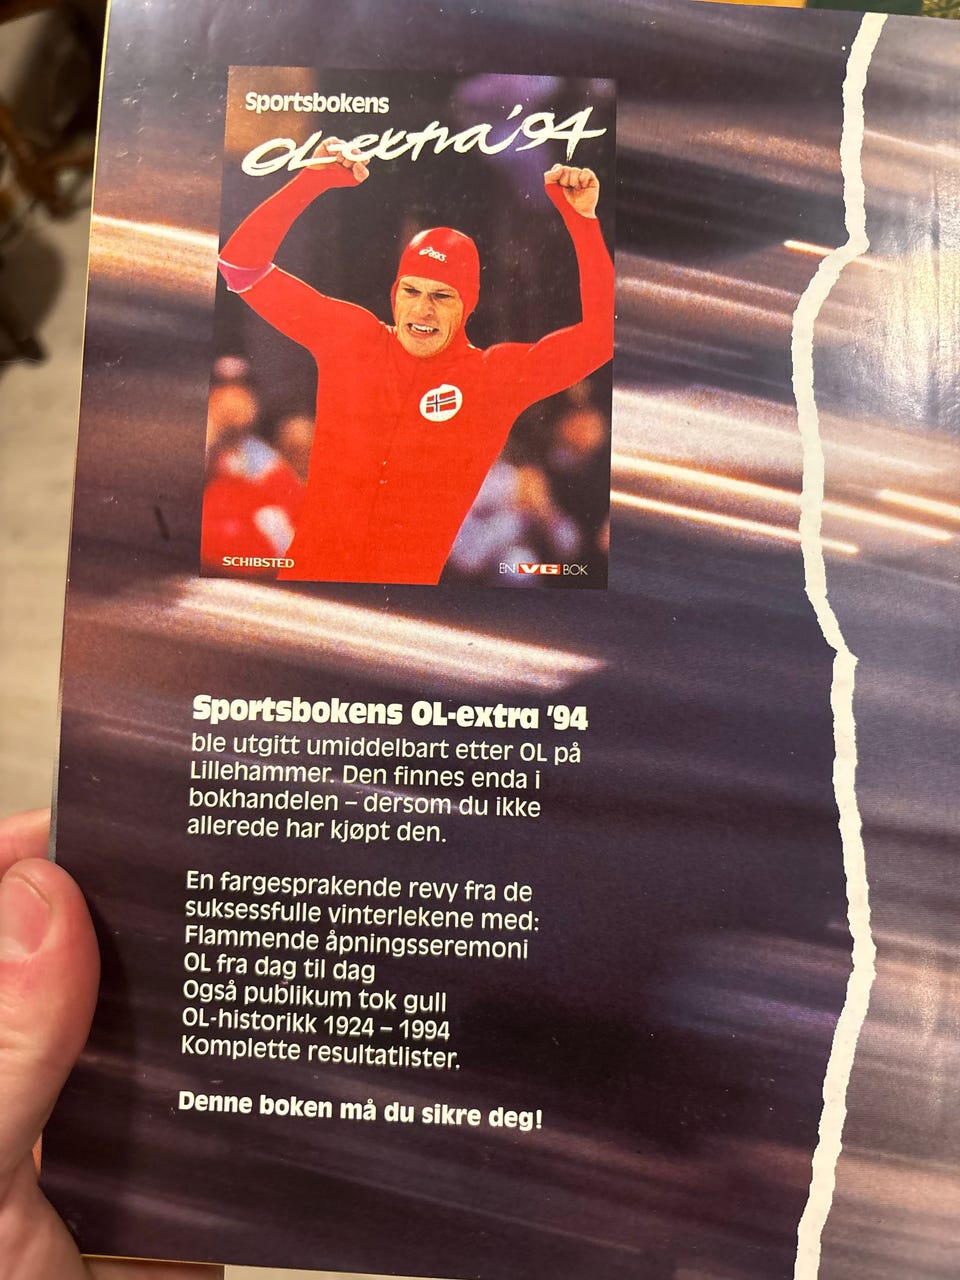 Sportsbokens
OL-extra'94
asics
SCHIBSTED
EN VG BOK
Sportsbokens OL-extra '94
ble utgitt umiddelbart etter OL på
Lillehammer. Den finnes enda i
bokhandelen – dersom du ikke
allerede har kjøpt den.
En fargesprakende revy fra de
suksessfulle vinterlekene med:
Flammende åpningsseremoni
OL fra dag til dag
Også publikum tok gull
OL-historikk 1924 – 1994
Komplette resultatlister.
Denne boken må du sikre deg!